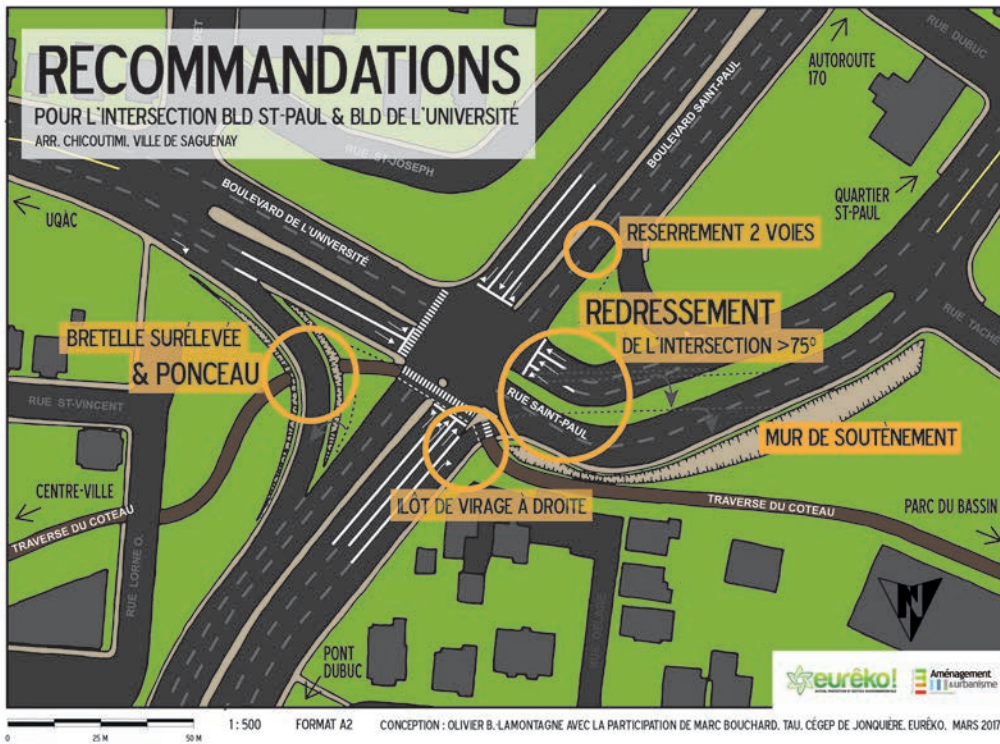 RECOMMANDATIONS
POUR L'INTERSECTION BLD ST-PAUL & BLD DE L'UNIVERSITÉ
ARR. CHICOUTIMI, VILLE DE SAGUENAY
RUE ST-JOSEPH
BOULEVARD SAINT-PAUL
AUTOROUTE
170
RUE DUBUC
UQÀC
BOULEVARD DE L'UNIVERSITÉ
QUARTIER
ST-PAUL
RESERREMENT 2 VOIES
REDRESSEMENT
DE L'INTERSECTION >75°
BRETELLE SURÉLEVÉE
& PONCEAU
RUE TACHÉ
RUE ST-VINCENT
RUE SAINT-PAUL
MUR DE SOUTÈNEMENT
CENTRE-VILLE
ILÔT DE VIRAGE À DROITE
TRAVERSE DU COTEAU
PARC DU BASSIN
TRAVERSE DU COTEAU
RUE LORNE O.
N
PONT
DUBUC
eurêko!
Aménagement
& urbanisme
0 25 M 50 M
1 : 500 FORMAT A2 CONCEPTION : OLIVIER B.-LAMONTAGNE AVEC LA PARTICIPATION DE MARC BOUCHARD, TAU, CÉGEP DE JONQUIÈRE, EURÊKO, MARS 2017